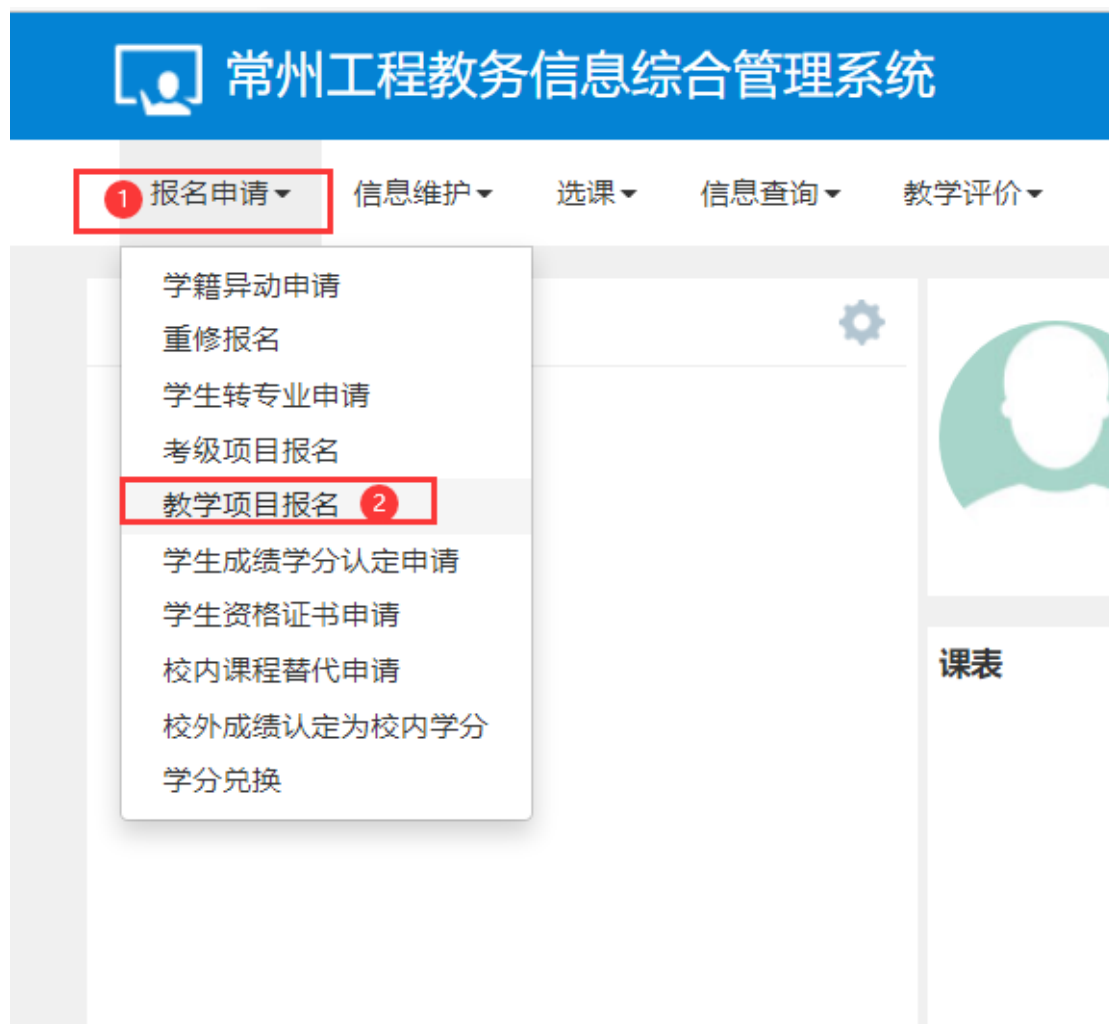 常州工程教务信息综合管理系统
1 报名申请 信息维护 选课 信息查询 教学评价
学籍异动申请
重修报名
学生转专业申请
考级项目报名
教学项目报名 2
学生成绩学分认定申请
学生资格证书申请
校内课程替代申请
校外成绩认定为校内学分
学分兑换
课表